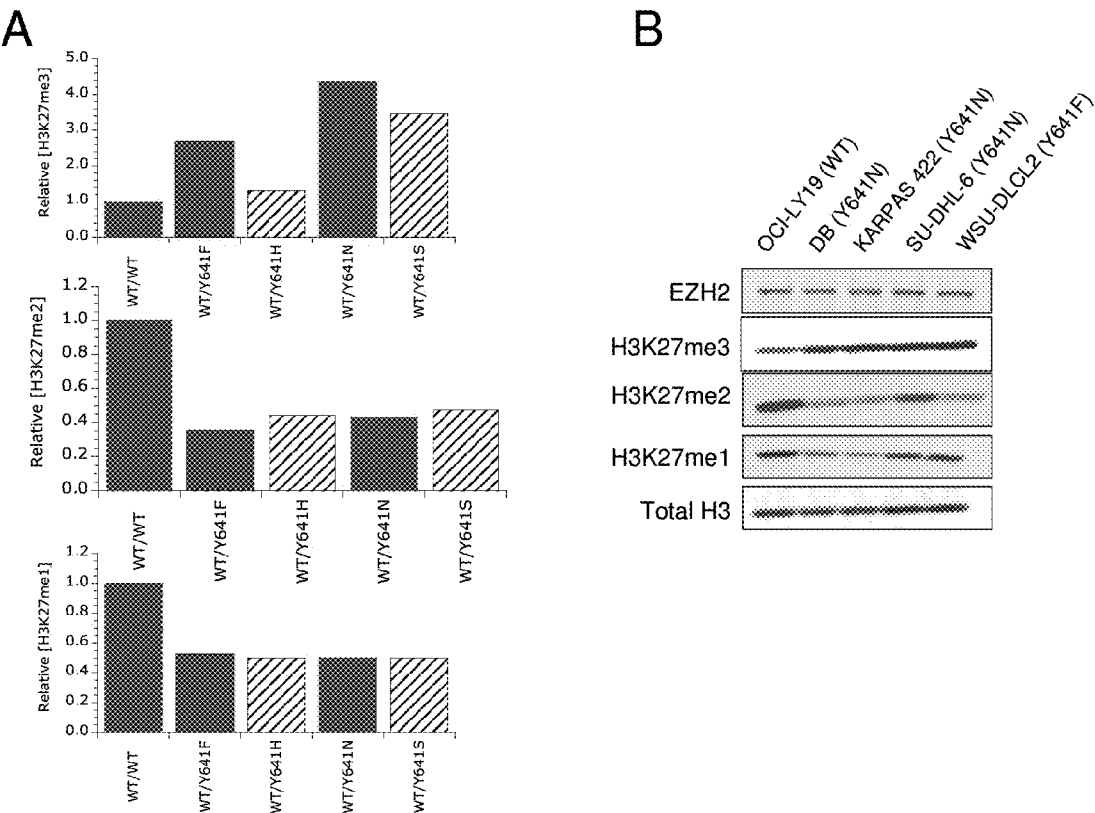 A
Relative [H3K27me3]
5.0
4.0
3.0
2.0
1.0
0.0
WT/WT
WT/Y641F
WT/Y641H
WT/Y641N
WT/Y641S
Relative [H3K27me2]
1.2
1.0
0.8
0.6
0.4
0.2
0.0
WT/WT
WT/Y641F
WT/Y641H
WT/Y641N
WT/Y641S
Relative [H3K27me1]
1.2
1.0
0.8
0.6
0.4
0.2
0.0
WT/WT
WT/Y641F
WT/Y641H
WT/Y641N
WT/Y641S
B
OCI-LY19 (WT)
DB (Y641N)
KARPAS 422 (Y641N)
SU-DHL-6 (Y641N)
WSU-DLCL2 (Y641F)
EZH2
H3K27me3
H3K27me2
H3K27me1
Total H3